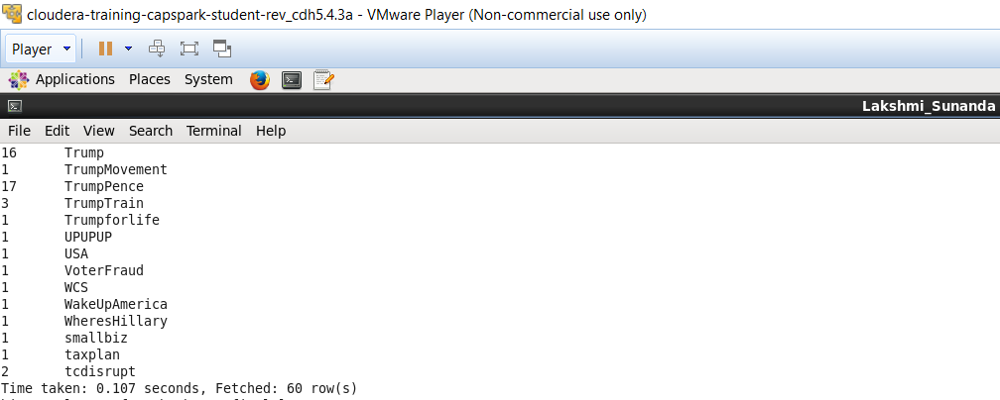 cloudera-training-capspark-student-rev_cdh5.4.3a - VMware Player (Non-commercial use only)
Player
Applications Places System
Lakshmi_Sunanda
File Edit View Search Terminal Help
16 Trump
1 TrumpMovement
17 TrumpPence
3 TrumpTrain
1 Trumpforlife
1 UPUPUP
1 USA
1 VoterFraud
1 WCS
1 WakeUpAmerica
1 WheresHillary
1 smallbiz
1 taxplan
2 tcdisrupt
Time taken: 0.107 seconds, Fetched: 60 row(s)